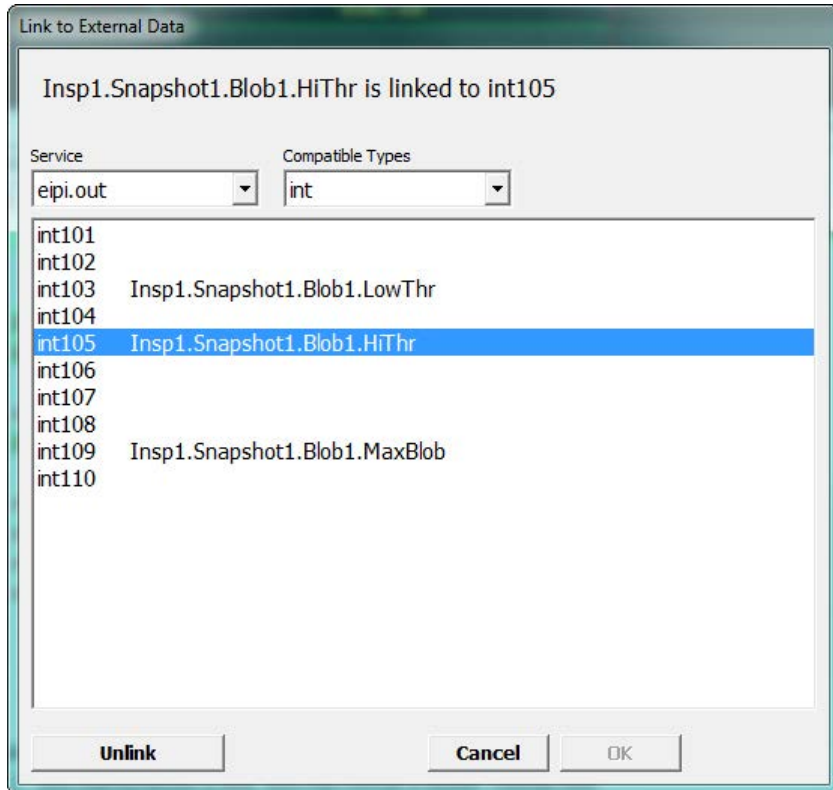 Link to External Data
Insp1.Snapshot1.Blob1.HiThr is linked to int105
Service Compatible Types
eipi.out int
int101
int102
int103 Insp1.Snapshot1.Blob1.LowThr
int104
int105 Insp1.Snapshot1.Blob1.HiThr
int106
int107
int108
int109 Insp1.Snapshot1.Blob1.MaxBlob
int110
Unlink Cancel OK